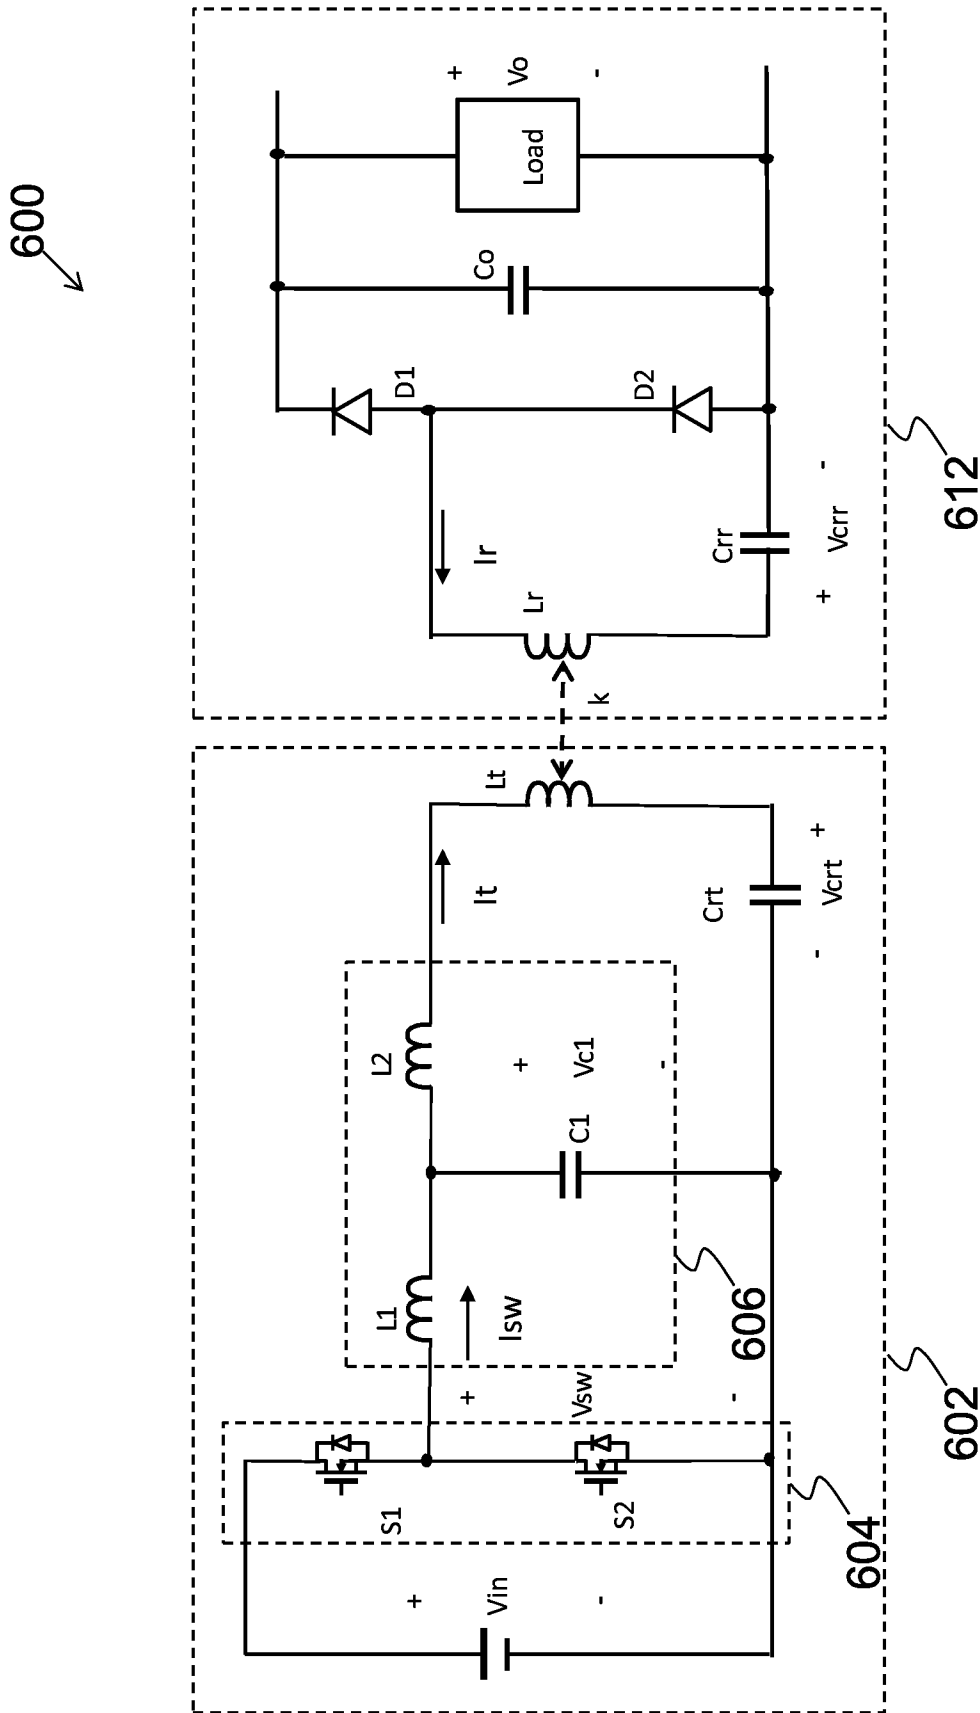 600
Vin
+
-
S1
S2
604
Vsw
+
-
L1
Isw
606
L2
C1
Vc1
+
-
It
Lt
Crt
Vcrt
+
-
602
k
Lr
Ir
Crr
Vcrr
+
-
D1
D2
Co
Load
Vo
+
-
612